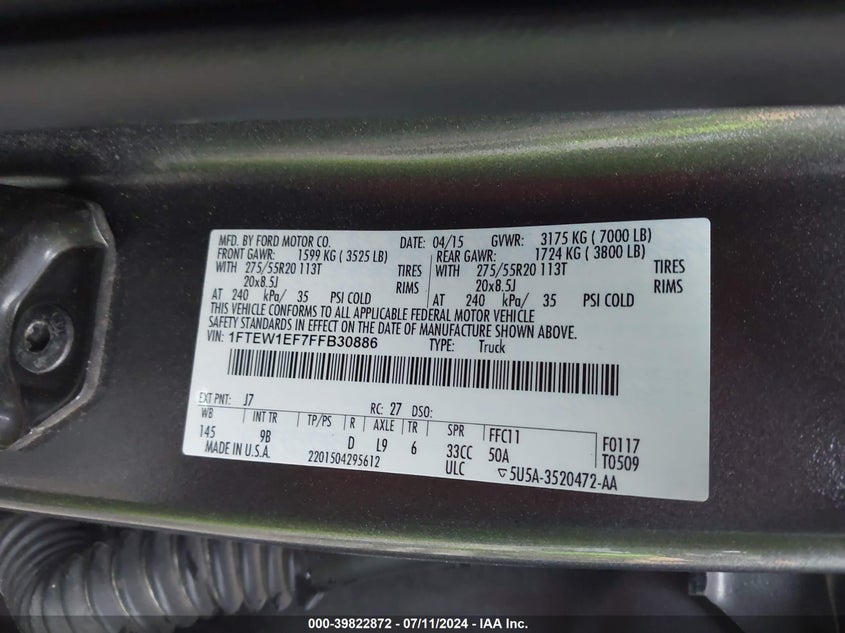 MFD. BY FORD MOTOR CO. DATE: 04/15 GVWR: 3175 KG ( 7000 LB)
FRONT GAWR: 1599 KG ( 3525 LB) REAR GAWR: 1724 KG ( 3800 LB)
WITH 275/55R20 113T TIRES WITH 275/55R20 113T TIRES
20x8.5J RIMS 20x8.5J RIMS
AT 240 kPa/ 35 PSI COLD AT 240 kPa/ 35 PSI COLD
THIS VEHICLE CONFORMS TO ALL APPLICABLE FEDERAL MOTOR VEHICLE
SAFETY STANDARDS IN EFFECT ON THE DATE OF MANUFACTURE SHOWN ABOVE.
VIN: 1FTEW1EF7FFB30886 TYPE: Truck
EXT PNT: J7 RC: 27 DSO:
WB INT TR TP/PS R AXLE TR SPR FFC11 F0117
145 9B D L9 6 33CC 50A T0509
MADE IN U.S.A. 2201504295612 ULC 5U5A-3520472-AA
000-39822872 - 07/11/2024 - IAA Inc.